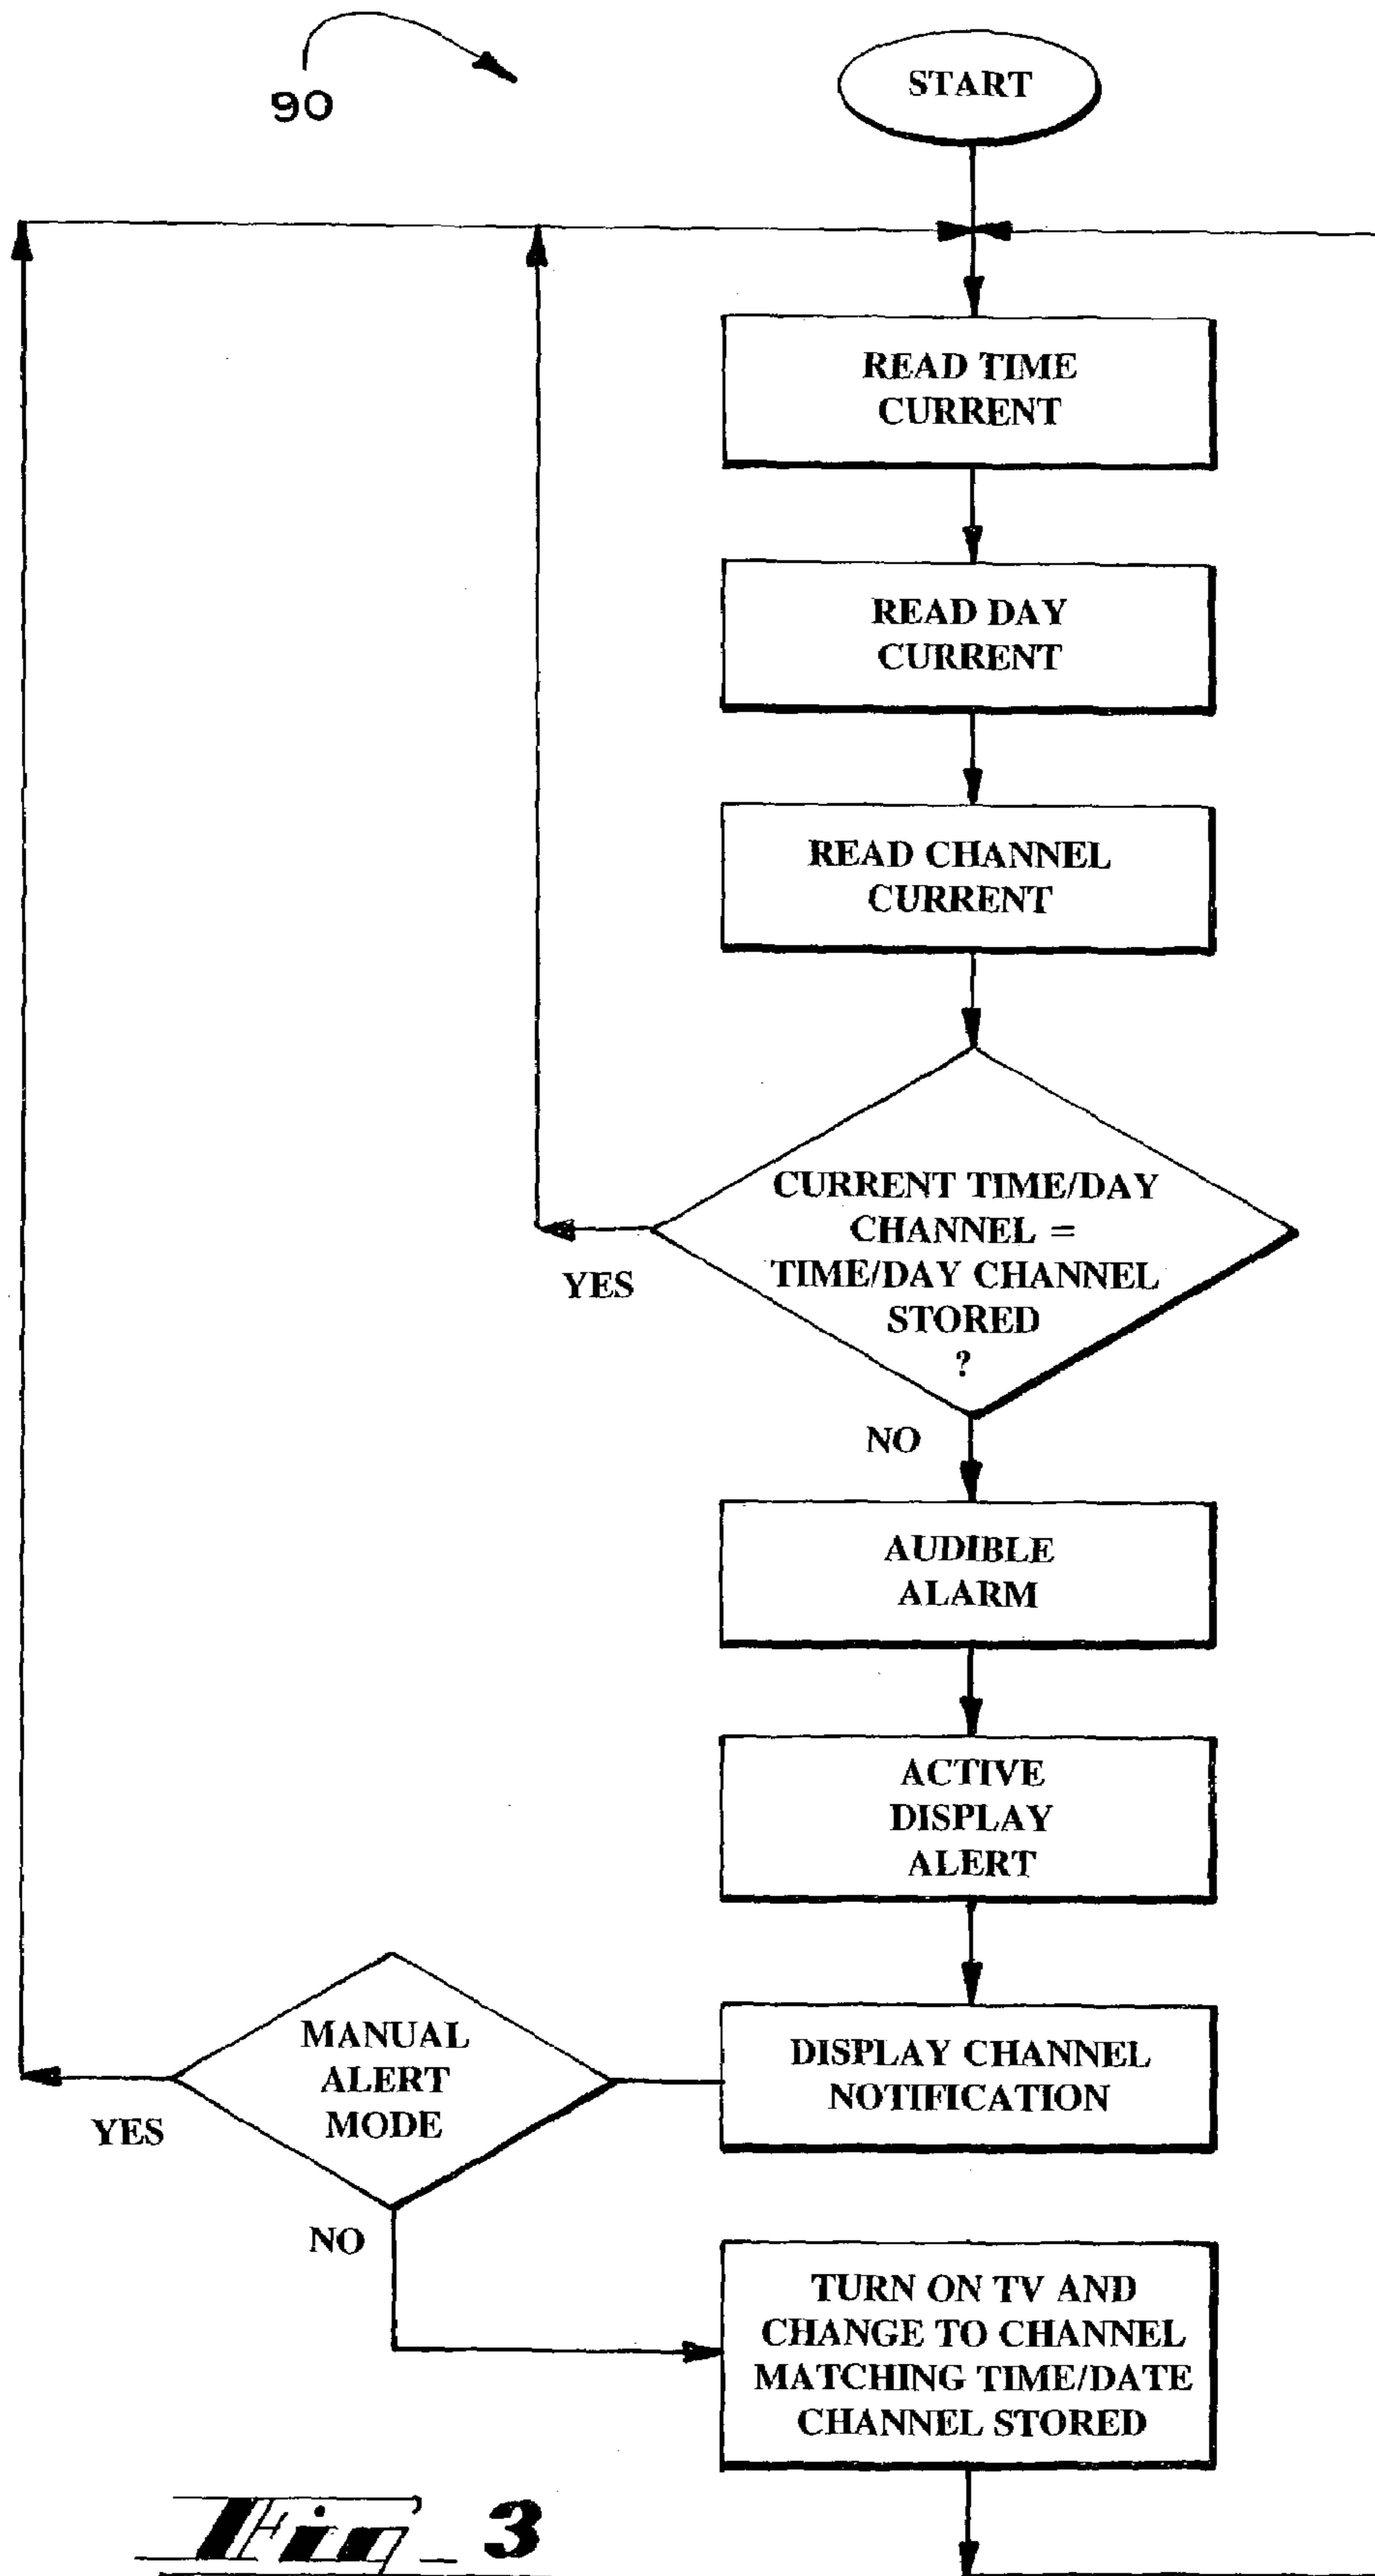 90
START
READ TIME
CURRENT
READ DAY
CURRENT
READ CHANNEL
CURRENT
CURRENT TIME/DAY
CHANNEL =
TIME/DAY CHANNEL
STORED
?
YES
NO
AUDIBLE
ALARM
ACTIVE
DISPLAY
ALERT
DISPLAY CHANNEL
NOTIFICATION
MANUAL
ALERT
MODE
YES
NO
TURN ON TV AND
CHANGE TO CHANNEL
MATCHING TIME/DATE
CHANNEL STORED
Fig_3